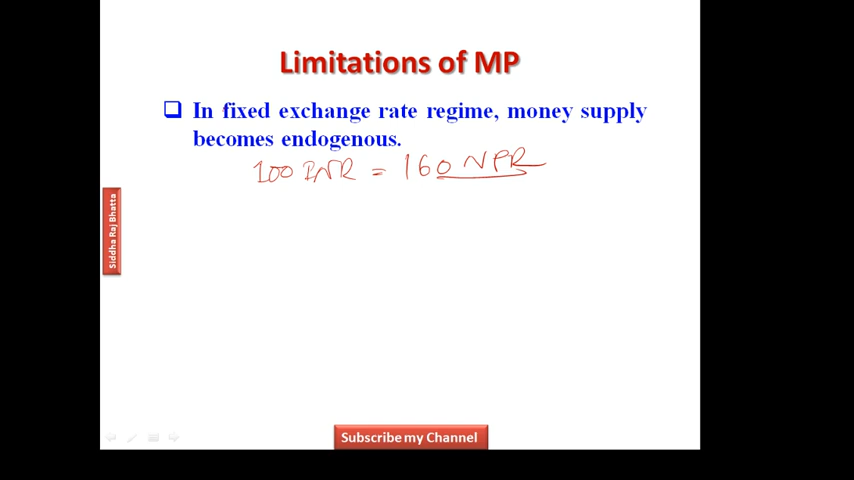 Limitations of MP
In fixed exchange rate regime, money supply
becomes endogenous.
100 INR = 160 NPR
Siddha Raj Bhatta
Subscribe my Channel